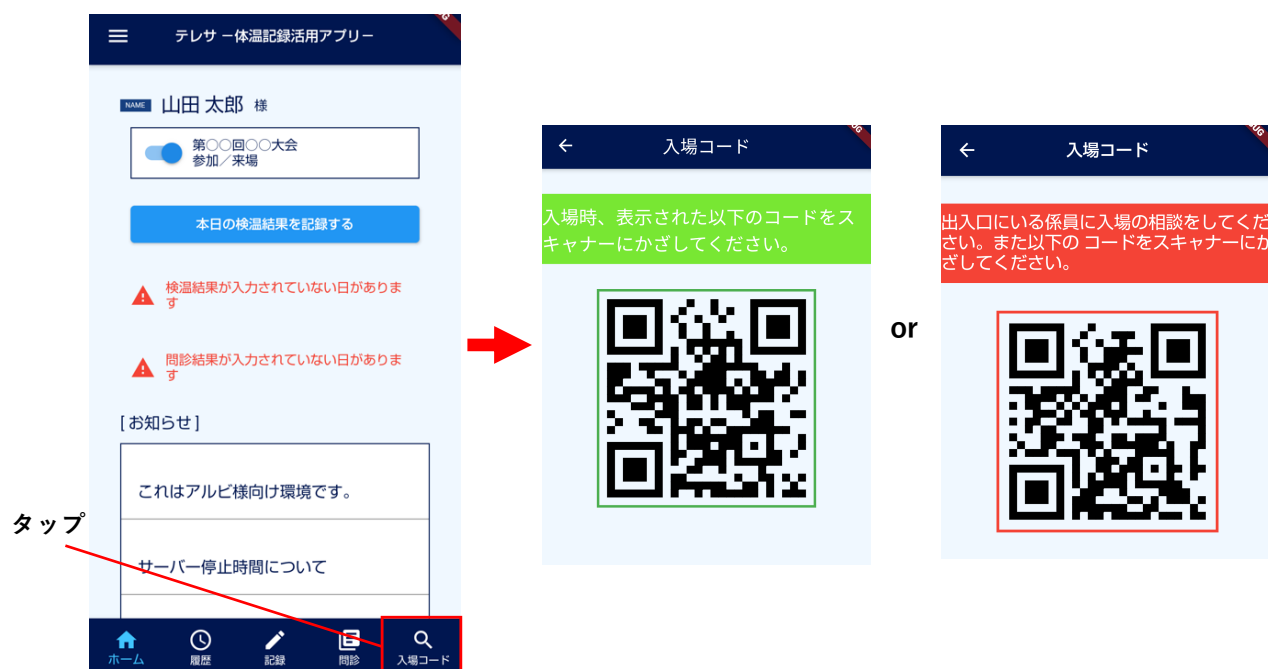 テレサ －体温記録活用アプリ－
NAME 山田 太郎 様
第○○回○○大会
参加／来場
本日の検温結果を記録する
検温結果が入力されていない日がありま
す
問診結果が入力されていない日がありま
す
[ お知らせ ]
これはアルビ様向け環境です。
サーバー停止時間について
タップ
ホーム
履歴
記録
問診
入場コード
入場コード
入場時、表示された以下のコードをス
キャナーにかざしてください。
or
入場コード
出入口にいる係員に入場の相談をしてくだ
さい。また以下の コードをスキャナーにか
ざしてください。